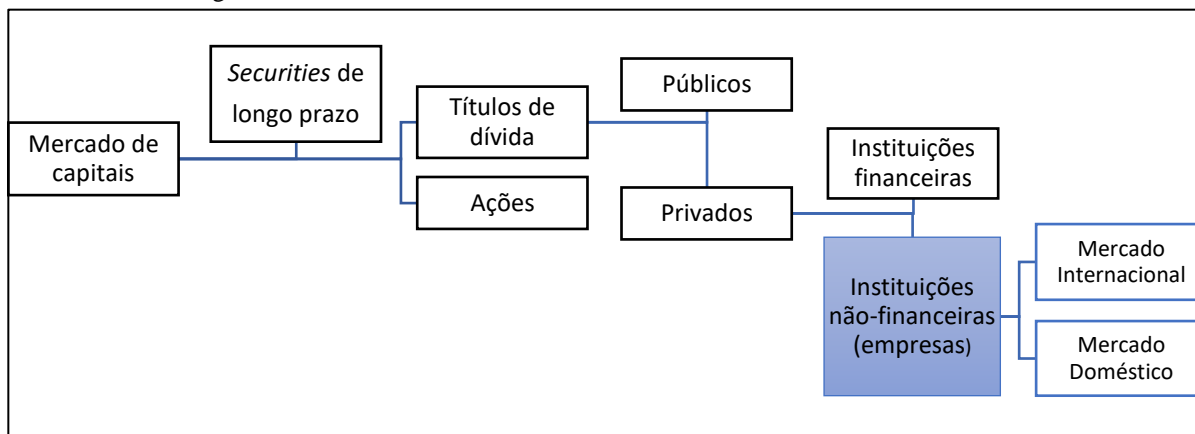 Mercado de
capitais
Securities de
longo prazo
Títulos de
dívida
Ações
Públicos
Privados
Instituições
financeiras
Instituições
não-financeiras
(empresas)
Mercado
Internacional
Mercado
Doméstico